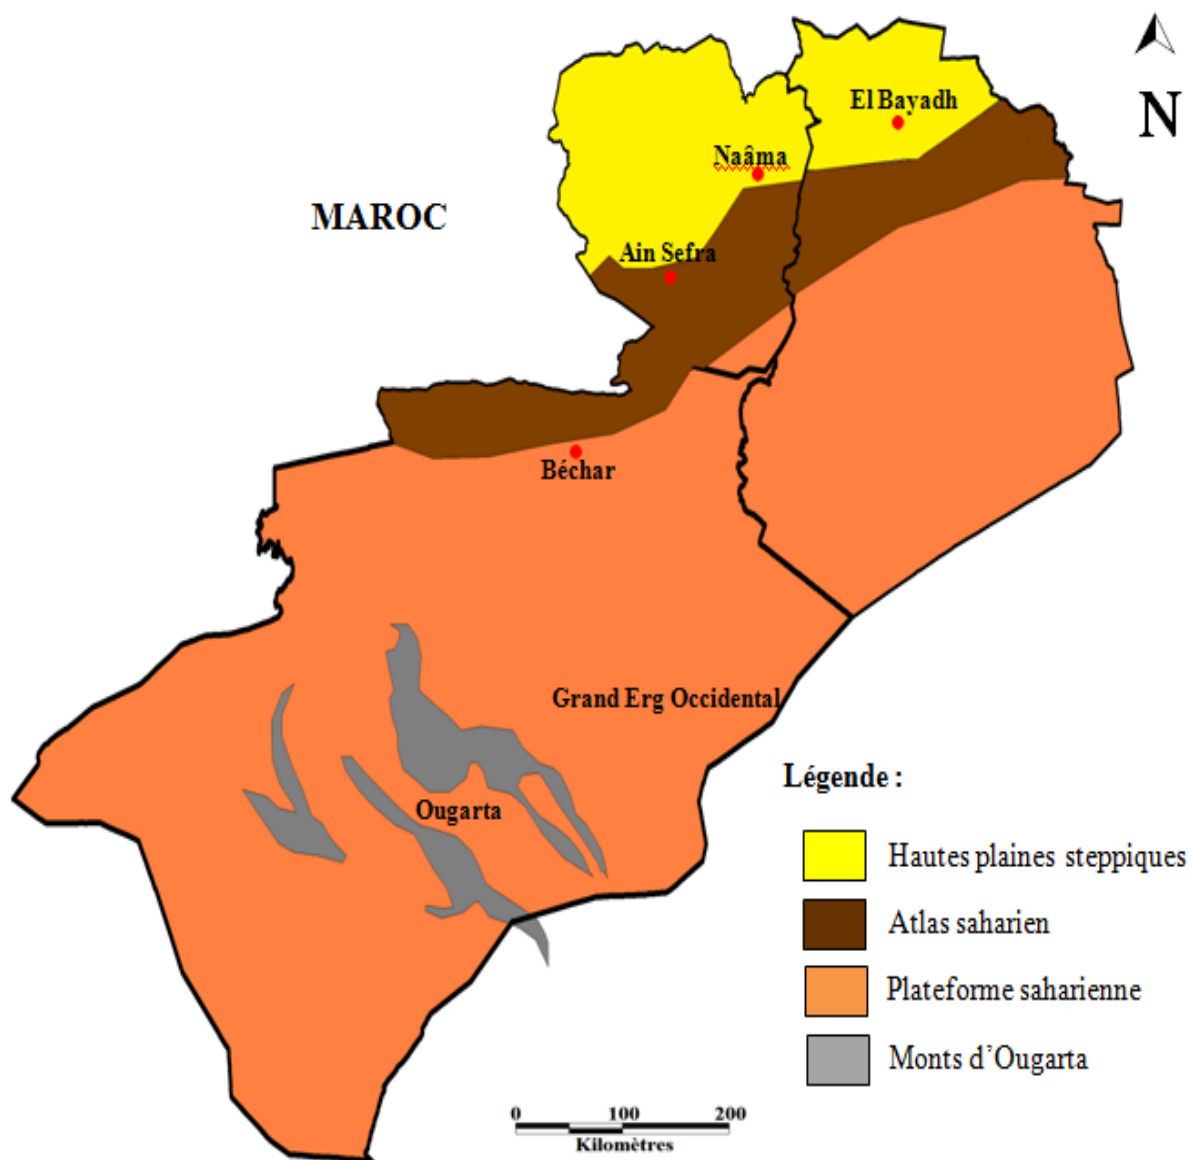 El Bayadh
N
Naâma
MAROC
Ain Sefra
Béchar
Grand Erg Occidental
Ougarta
Légende :
Hautes plaines steppiques
Atlas saharien
Plateforme saharienne
Monts d’Ougarta
0 100 200
Kilomètres